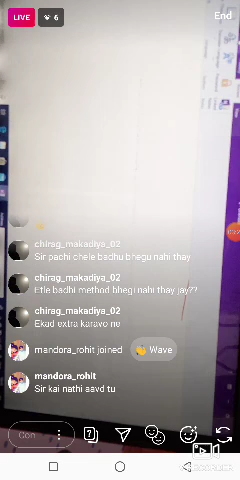 LIVE
6
End
chirag_makadiya_02
Sir pachi chele badhu bhegu nahi thay
chirag_makadiya_02
Etle badhi method bhegi nahi thay jay??
chirag_makadiya_02
Ekad extra karavo ne
mandora_rohit joined
👋 Wave
mandora_rohit
Sir kai nathi aavd tu
Con